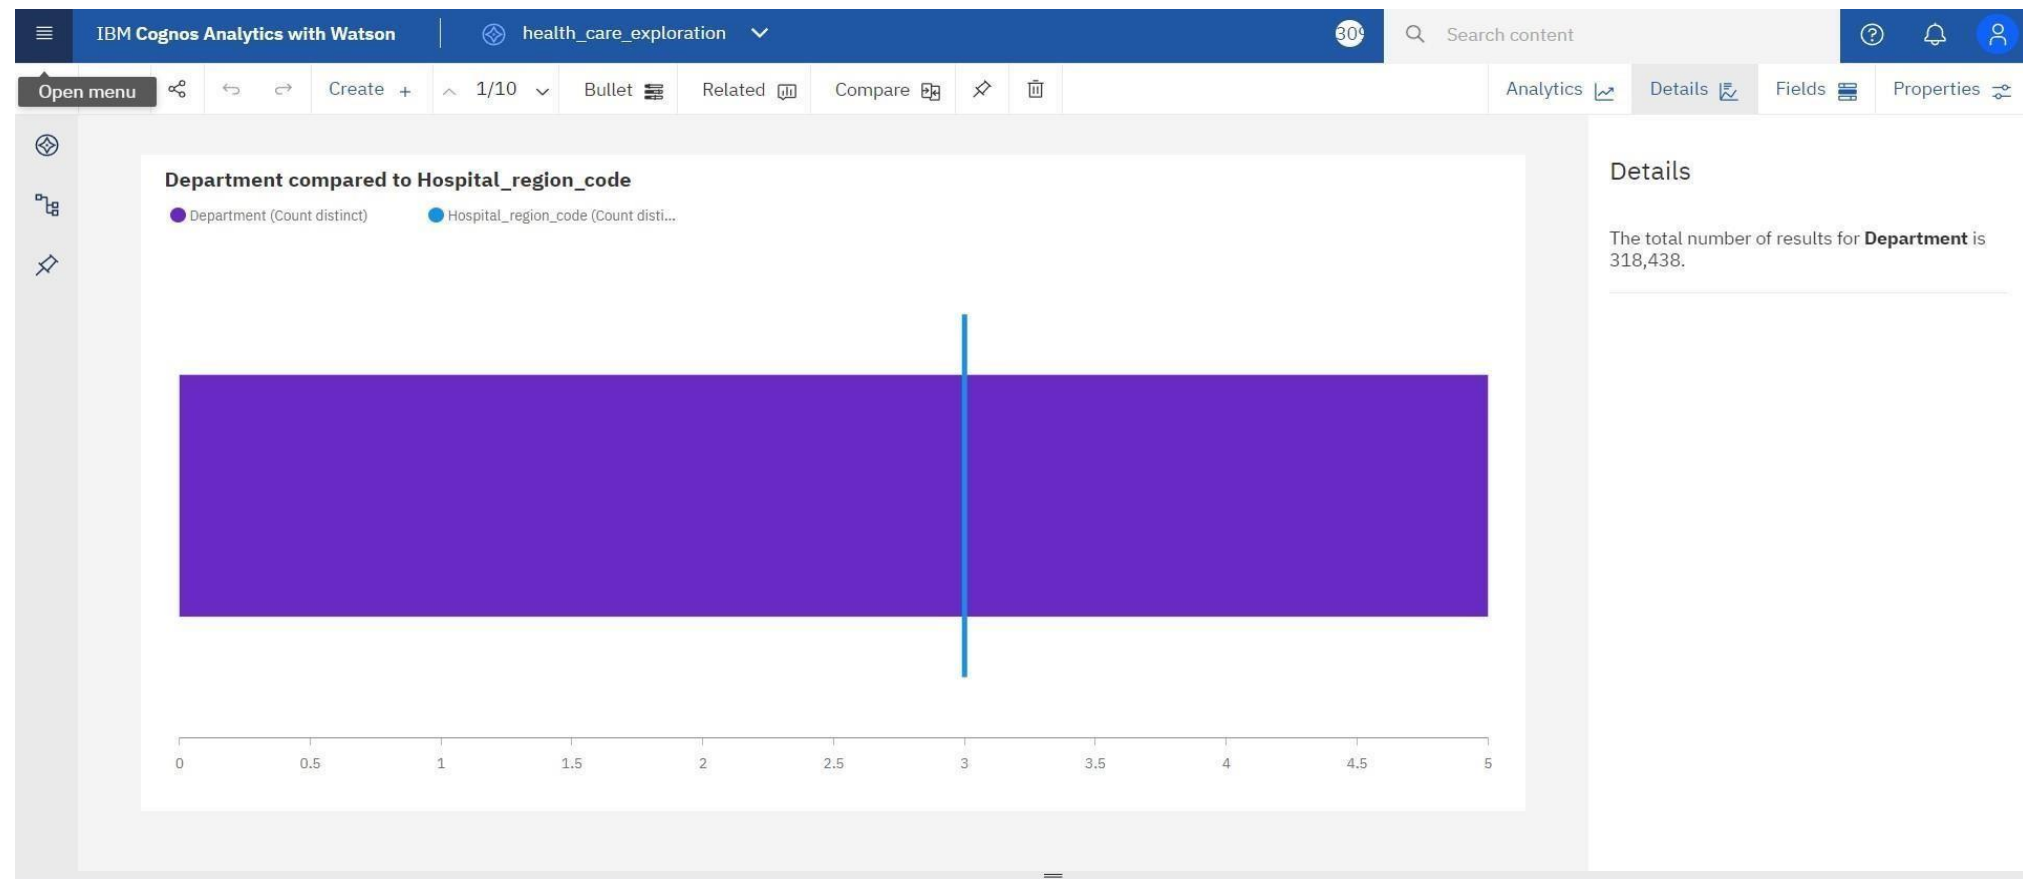 IBM Cognos Analytics with Watson
health_care_exploration
Search content
Open menu
Create +
1/10
Bullet
Related
Compare
Analytics
Details
Fields
Properties
Department compared to Hospital_region_code
Department (Count distinct)
Hospital_region_code (Count disti...
0 0.5 1 1.5 2 2.5 3 3.5 4 4.5 5
Details
The total number of results for Department is
318,438.